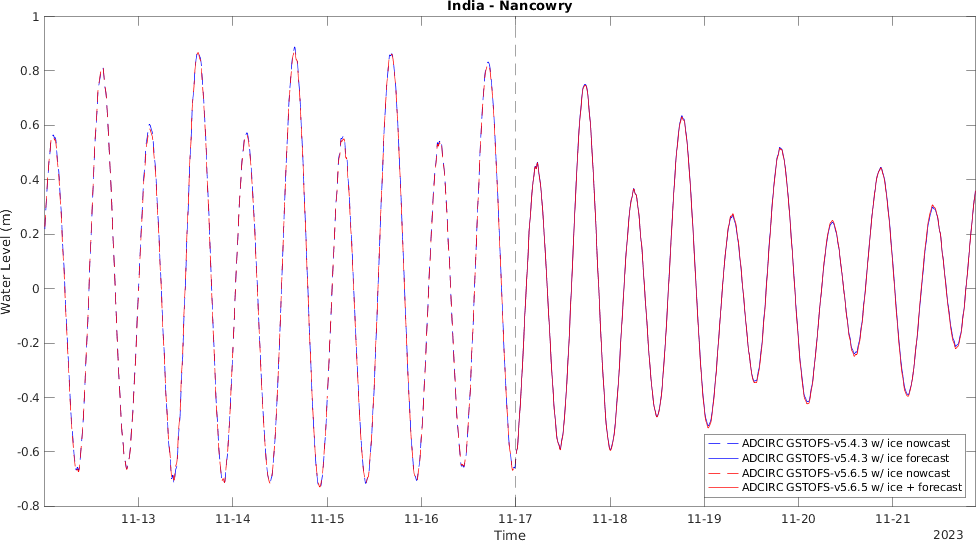 India - Nancowry
1
0.8
0.6
0.4
0.2
0
-0.2
-0.4
-0.6
-0.8
Water Level (m)
ADCIRC GSTOFS-v5.4.3 w/ ice nowcast
ADCIRC GSTOFS-v5.4.3 w/ ice forecast
ADCIRC GSTOFS-v5.6.5 w/ ice nowcast
ADCIRC GSTOFS-v5.6.5 w/ ice + forecast
11-13 11-14 11-15 11-16 11-17 11-18 11-19 11-20 11-21
Time
2023